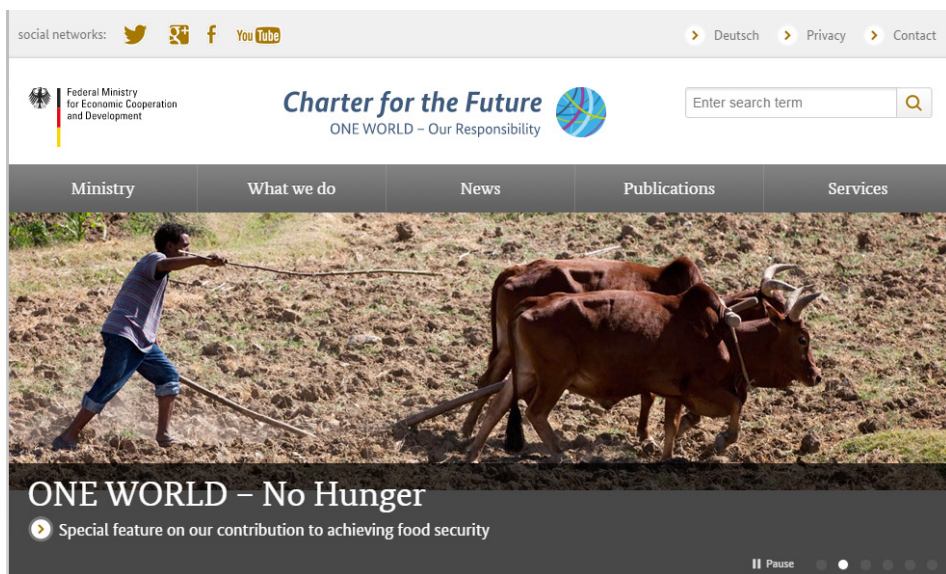 social networks:
You Tube
Deutsch
Privacy
Contact
Federal Ministry
for Economic Cooperation
and Development
Charter for the Future
ONE WORLD – Our Responsibility
Enter search term
Ministry
What we do
News
Publications
Services
ONE WORLD – No Hunger
Special feature on our contribution to achieving food security
Pause